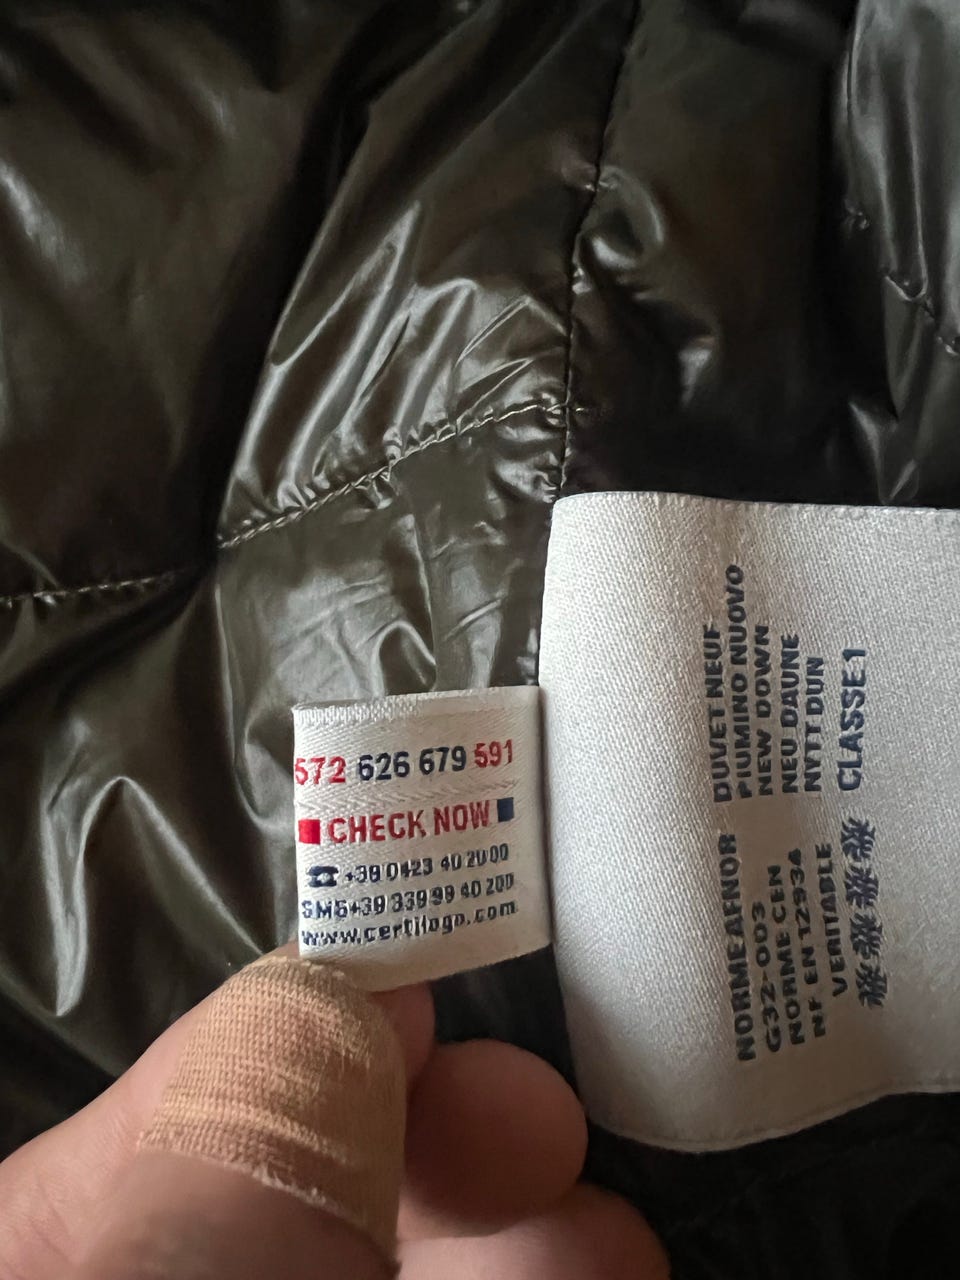 572 626 679 591
CHECK NOW
+39 0423 40 20 00
SMS+39 339 99 40 200
www.certilogo.com
DUVET NEUF
PIUMINO NUOVO
NEW DOWN
NEU DAUNE
NYTT DUN
CLASSE:1
NORME AFNOR
G32-003
NORME CEN
NF EN 12934
VERITABLE